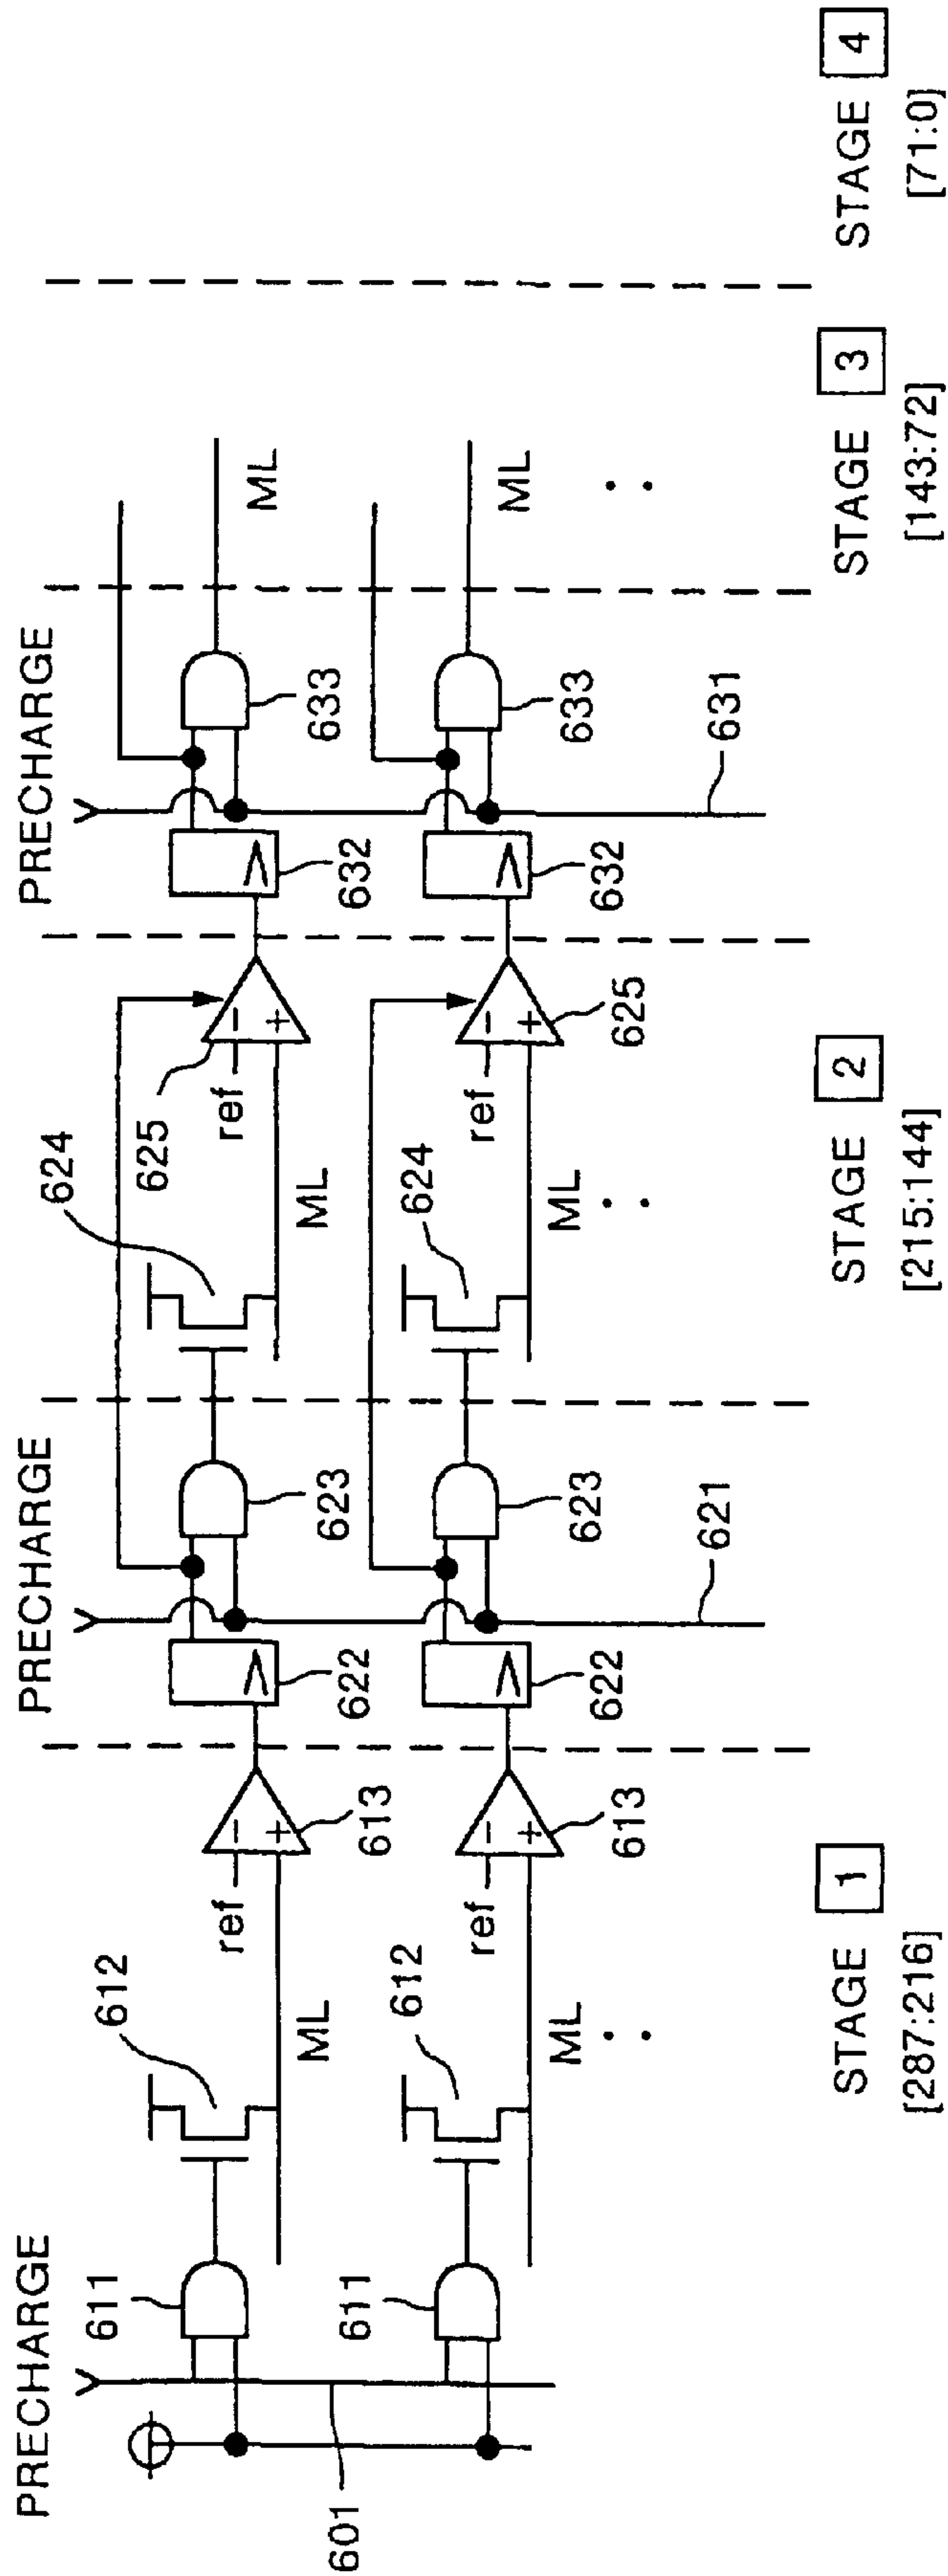 PRECHARGE
PRECHARGE
PRECHARGE
611
612
ref
613
622
623
624
625
ref
632
633
ML
ML
ML
611
612
ref
613
622
623
624
ref
625
632
633
ML
ML
ML
601
621
631
STAGE 1
[287:216]
STAGE 2
[215:144]
STAGE 3
[143:72]
STAGE 4
[71:0]